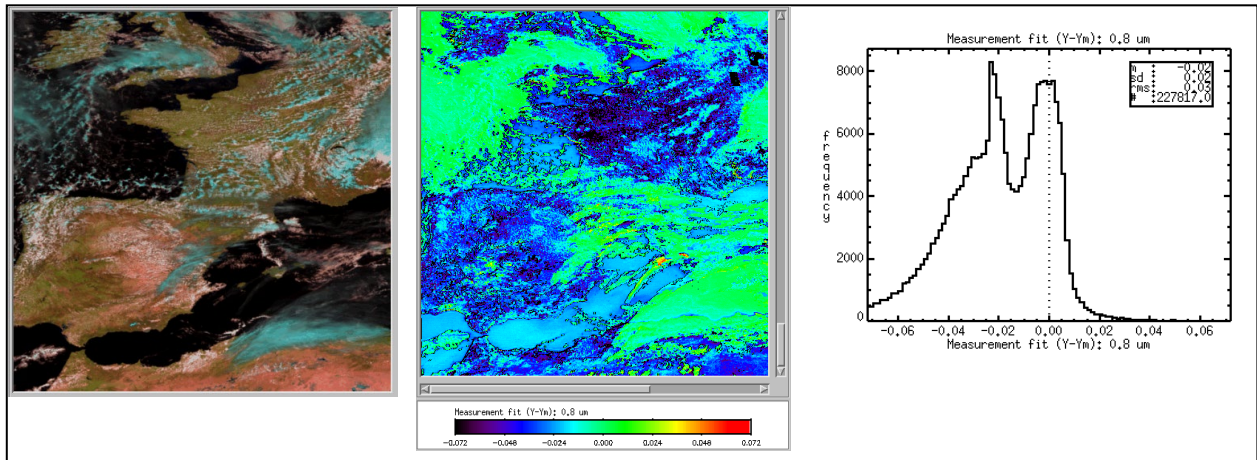 Measurement fit (Y-Ym): 0.8 um
-0.072 -0.048 -0.024 0.000 0.024 0.048 0.072
Measurement fit (Y-Ym): 0.8 um
m : -0.02
sd : 0.02
rms : 0.03
# : 227817.0
8000
6000
4000
2000
0
frequency
-0.06 -0.04 -0.02 0.00 0.02 0.04 0.06
Measurement fit (Y-Ym): 0.8 um